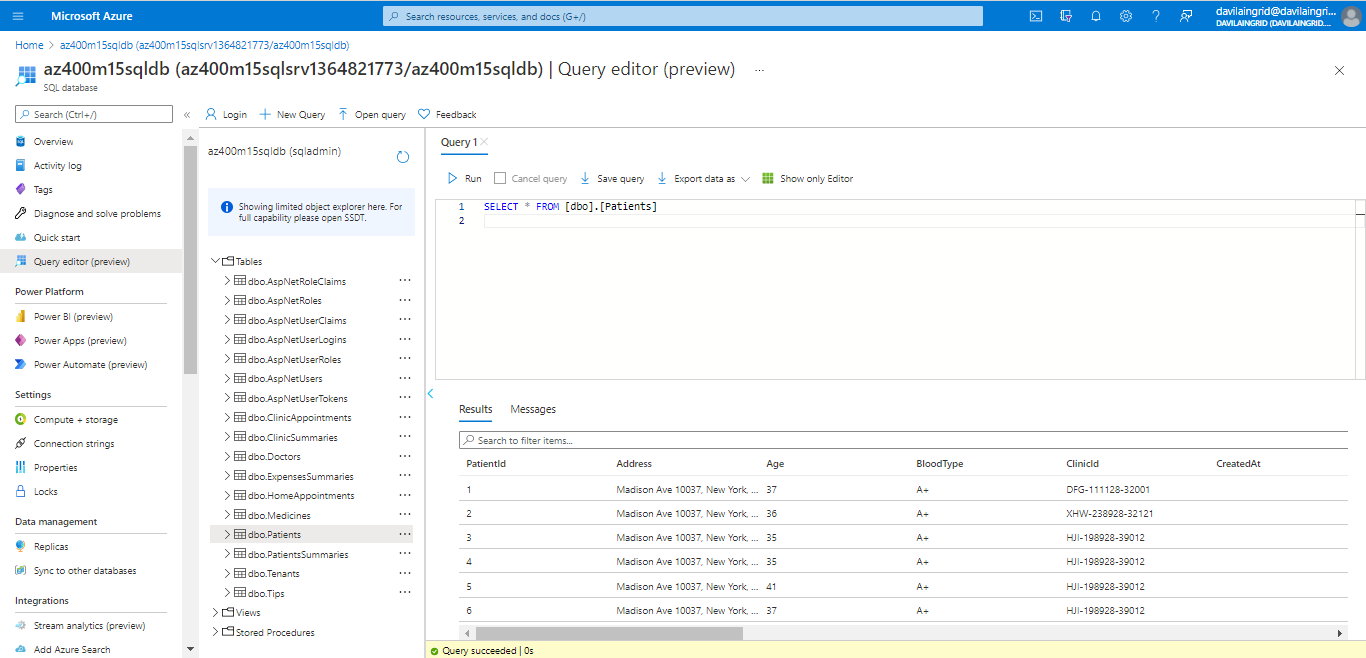 Microsoft Azure
Search resources, services, and docs (G+/)
davilaingrid@davilaingri...
DAVILAINGRID (DAVILAINGRID....
Home > az400m15sqldb (az400m15sqlsrv1364821773/az400m15sqldb)
az400m15sqldb (az400m15sqlsrv1364821773/az400m15sqldb) | Query editor (preview) ...
SQL database
Search (Ctrl+/)
«
Overview
Activity log
Tags
Diagnose and solve problems
Quick start
Query editor (preview)
Power Platform
Power BI (preview)
Power Apps (preview)
Power Automate (preview)
Settings
Compute + storage
Connection strings
Properties
Locks
Data management
Replicas
Sync to other databases
Integrations
Stream analytics (preview)
Add Azure Search
Login New Query Open query Feedback
az400m15sqldb (sqladmin)
Showing limited object explorer here. For
full capability please open SSDT.
Tables
dbo.AspNetRoleClaims ...
dbo.AspNetRoles ...
dbo.AspNetUserClaims ...
dbo.AspNetUserLogins ...
dbo.AspNetUserRoles ...
dbo.AspNetUsers ...
dbo.AspNetUserTokens ...
dbo.ClinicAppointments ...
dbo.ClinicSummaries ...
dbo.Doctors ...
dbo.ExpensesSummaries ...
dbo.HomeAppointments ...
dbo.Medicines ...
dbo.Patients ...
dbo.PatientsSummaries ...
dbo.Tenants ...
dbo.Tips ...
Views
Stored Procedures
Query 1
Run Cancel query Save query Export data as Show only Editor
1 SELECT * FROM [dbo].[Patients]
2
Results Messages
Search to filter items...
PatientId Address Age BloodType ClinicId CreatedAt
1 Madison Ave 10037, New York, ... 37 A+ DFG-111128-32001
2 Madison Ave 10037, New York, ... 36 A+ XHW-238928-32121
3 Madison Ave 10037, New York, ... 35 A+ HJI-198928-39012
4 Madison Ave 10037, New York, ... 35 A+ HJI-198928-39012
5 Madison Ave 10037, New York, ... 41 A+ HJI-198928-39012
6 Madison Ave 10037, New York, ... 37 A+ HJI-198928-39012
Query succeeded | 0s